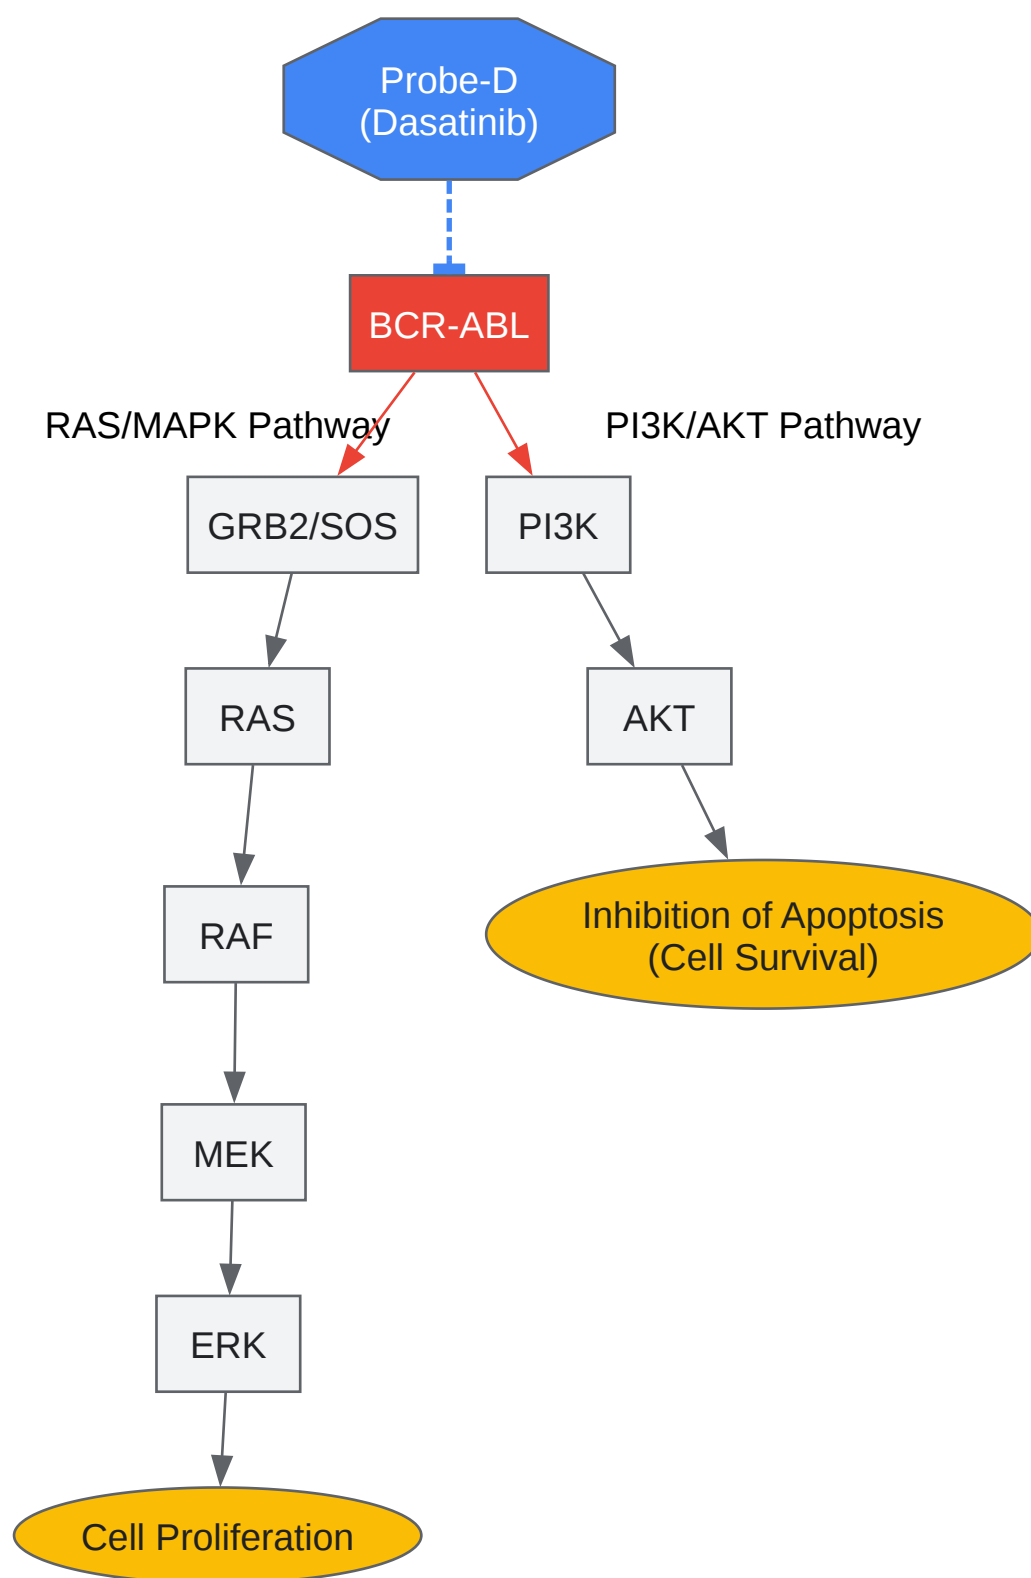 Probe-D
(Dasatinib)
BCR-ABL
RAS/MAPK Pathway
PI3K/AKT Pathway
GRB2/SOS
PI3K
RAS
AKT
RAF
Inhibition of Apoptosis
(Cell Survival)
MEK
ERK
Cell Proliferation